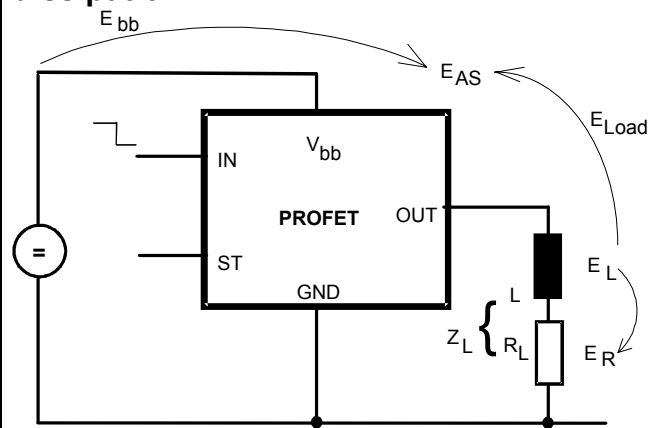 E bb
E AS
E Load
V bb
IN
PROFET
OUT
=
ST
GND
E L
L
Z L { R L
E R